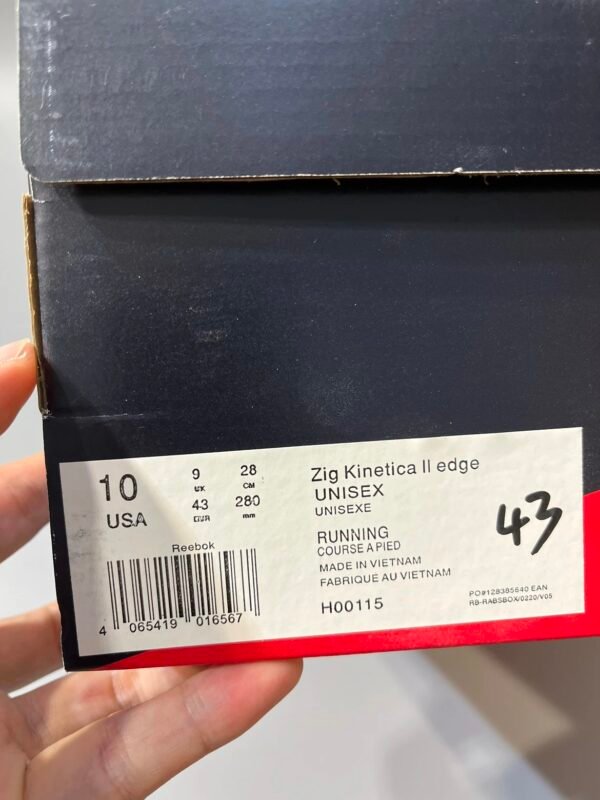 10
USA
9
UK
43
EUR
28
CM
280
mm
Reebok
4 065419 016567
Zig Kinetica II edge
UNISEX
UNISEXE
RUNNING
COURSE A PIED
MADE IN VIETNAM
FABRIQUE AU VIETNAM
H00115
43
PO#128385640 EAN
RB-RABSBOX/0220/V05